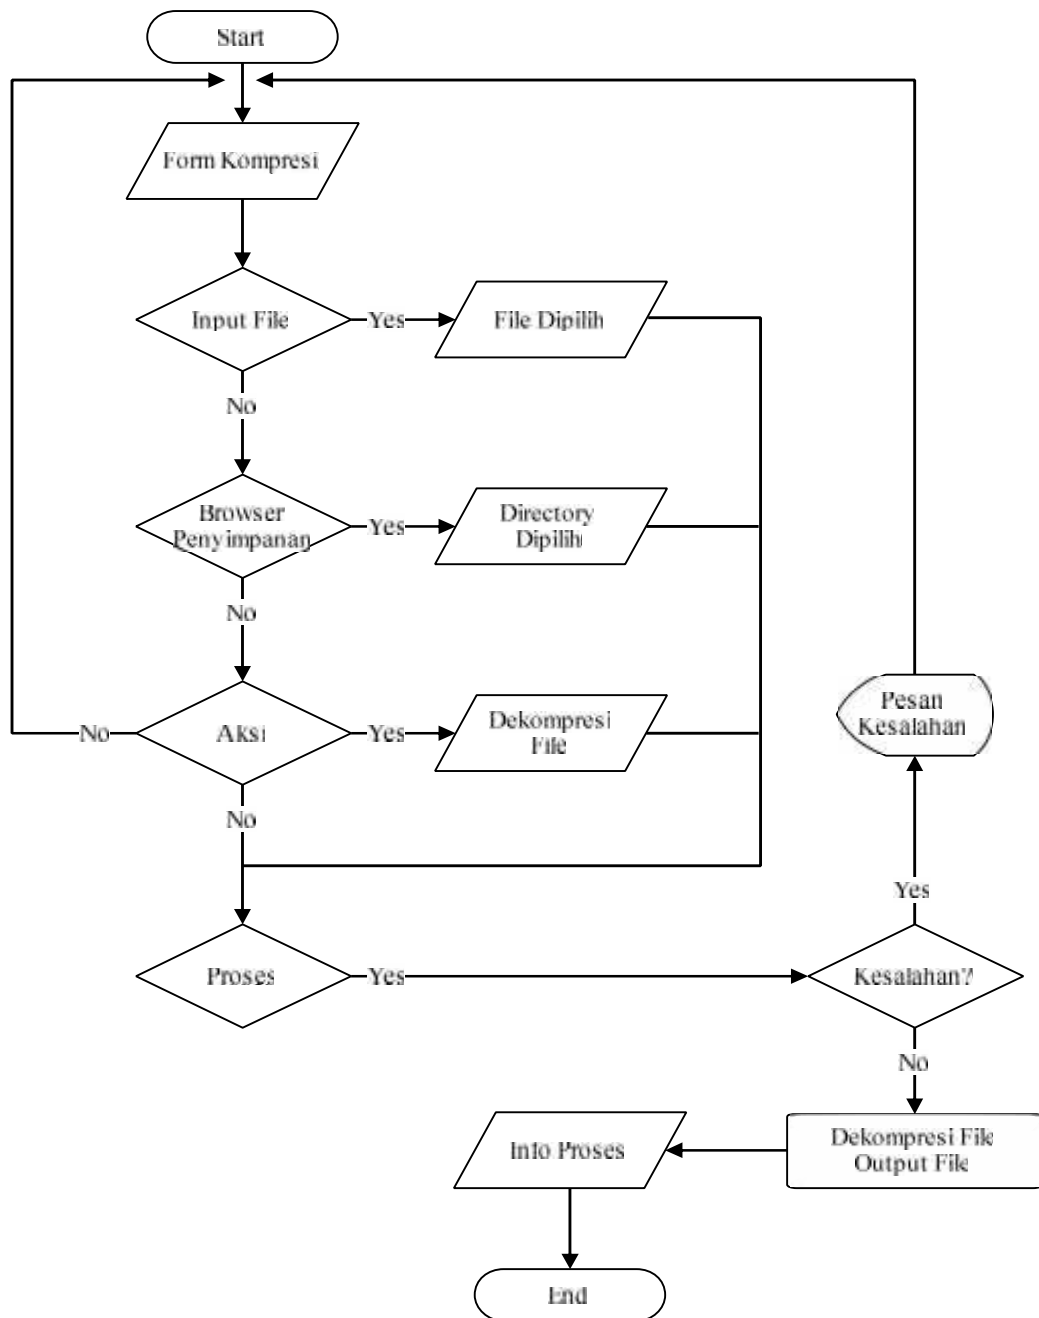 Start
Form Kompresi
Input File
Yes
File Dipilih
No
Browser
Penyimpanan
Yes
Directory
Dipilih
No
No
Aksi
Yes
Dekompresi
File
Pesan
Kesalahan
No
Yes
Proses
Yes
Kesalahan?
No
Info Proses
Dekompresi File
Output File
End